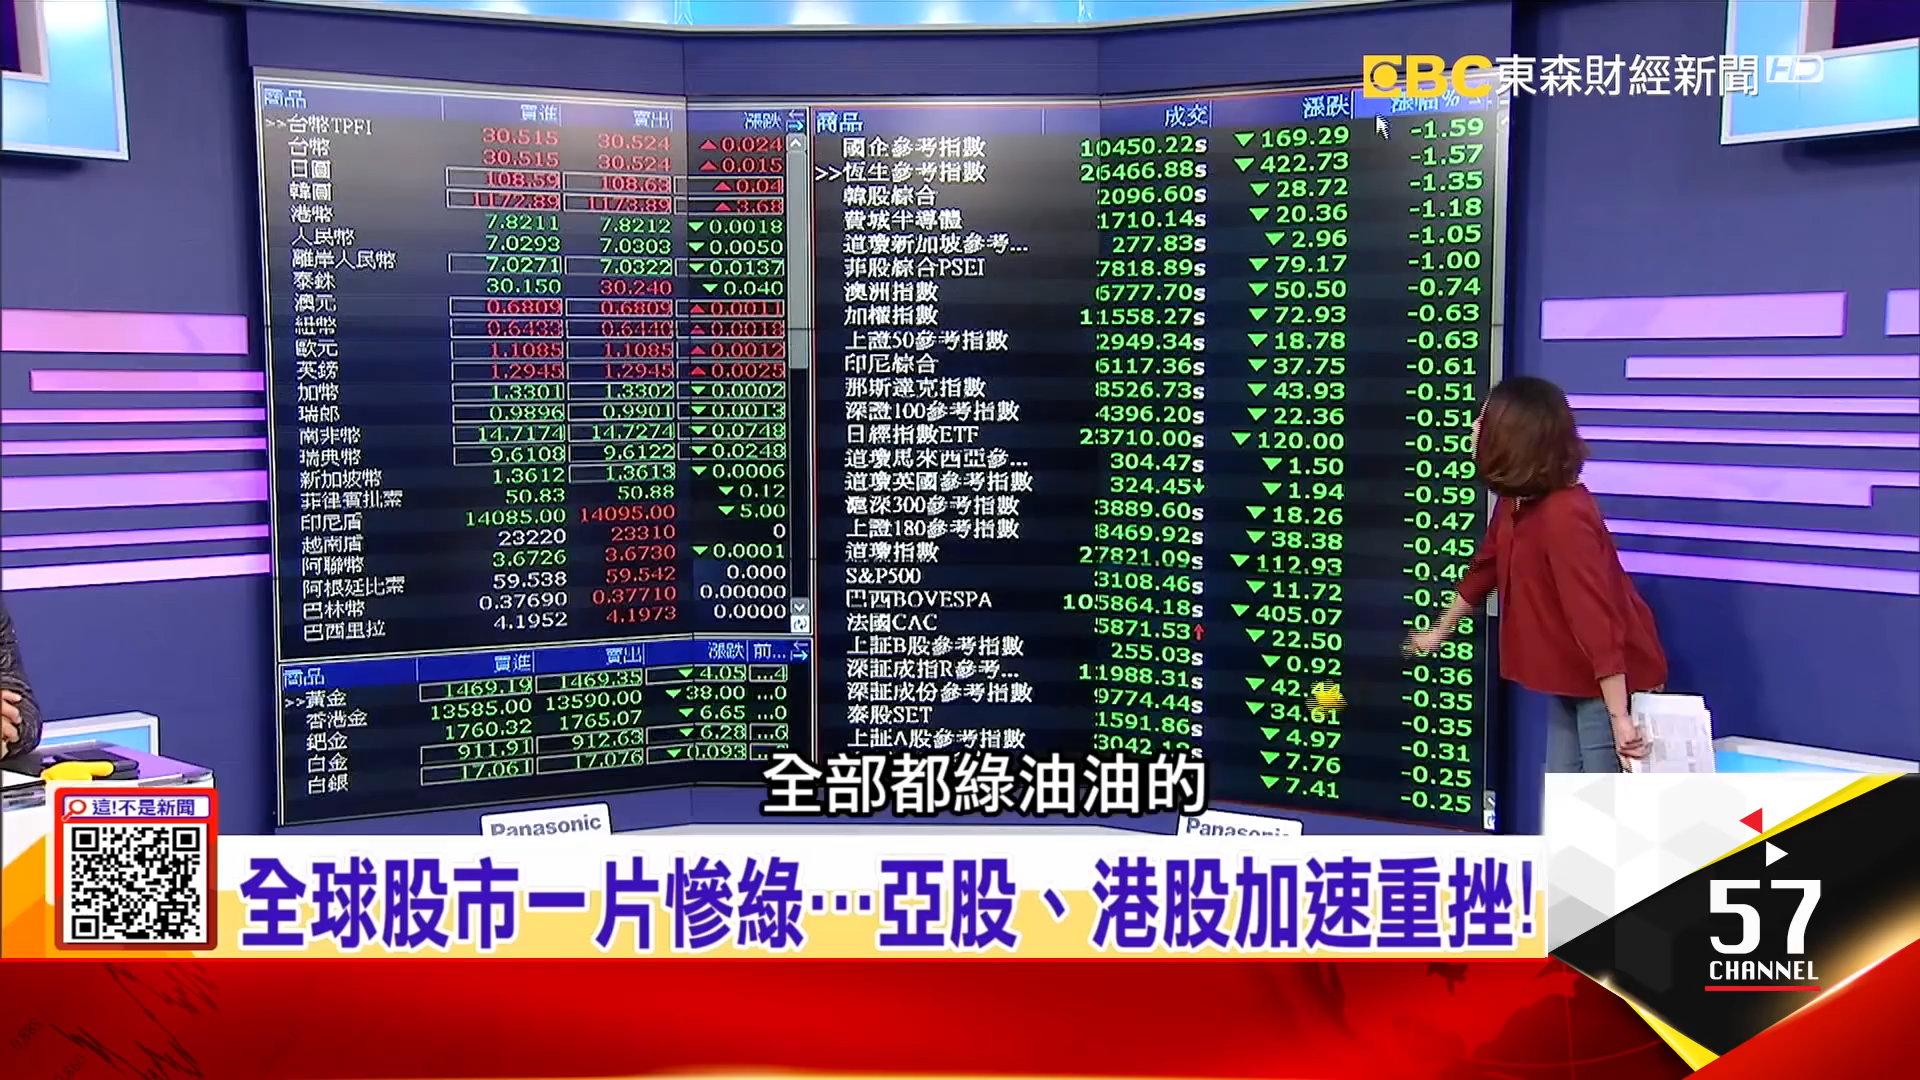 EBC 東森財經新聞 HD
商品 買進 賣出 漲跌
>>台幣TPFI 30.515 30.524 ▲0.024
台幣 30.515 30.524 ▲0.015
日圓 108.59 108.63 ▲0.04
韓圓 1172.89 1173.89 ▲3.68
港幣 7.8211 7.8212 ▼0.0018
人民幣 7.0293 7.0303 ▼0.0050
離岸人民幣 7.0271 7.0322 ▼0.0137
泰銖 30.150 30.240 ▼0.040
澳元 0.6809 0.6809 ▲0.0011
紐幣 0.6433 0.6440 ▲0.0018
歐元 1.1085 1.1085 ▲0.0012
英鎊 1.2945 1.2945 ▲0.0025
加幣 1.3301 1.3302 ▼0.0002
瑞郎 0.9896 0.9901 ▼0.0013
南非幣 14.7174 14.7274 ▼0.0748
瑞典幣 9.6108 9.6122 ▼0.0248
新加坡幣 1.3612 1.3613 ▼0.0006
菲律賓批索 50.83 50.88 ▼0.12
印尼盾 14085.00 14095.00 ▼5.00
越南盾 23220 23310 0
阿聯幣 3.6726 3.6730 ▼0.0001
阿根廷比索 59.538 59.542 0.000
巴林幣 0.37690 0.37710 0.00000
巴西里拉 4.1952 4.1973 0.0000
商品 買進 賣出 漲跌 前...
>>黃金 1469.19 1469.35 ▼4.05 ...4
香港金 13585.00 13590.00 ▼38.00 ...0
鈀金 1760.32 1765.07 ▼6.65 ...0
白金 911.91 912.63 ▼6.28 ...6
白銀 17.061 17.076 ▼0.093
商品 成交 漲跌 漲幅%
國企參考指數 10450.22s ▼169.29 -1.59
>>恆生參考指數 26466.88s ▼422.73 -1.57
韓股綜合 2096.60s ▼28.72 -1.35
費城半導體 1710.14s ▼20.36 -1.18
道瓊新加坡參考... 277.83s ▼2.96 -1.05
菲股綜合PSEI 7818.89s ▼79.17 -1.00
澳洲指數 6777.70s ▼50.50 -0.74
加權指數 11558.27s ▼72.93 -0.63
上證50參考指數 2949.34s ▼18.78 -0.63
印尼綜合 6117.36s ▼37.75 -0.61
那斯達克指數 8526.73s ▼43.93 -0.51
深證100參考指數 4396.20s ▼22.36 -0.51
日經指數ETF 23710.00s ▼120.00 -0.50
道瓊馬來西亞參... 304.47s ▼1.50 -0.49
道瓊英國參考指數 324.45↓ ▼1.94 -0.59
滬深300參考指數 3889.60s ▼18.26 -0.47
上證180參考指數 8469.92s ▼38.38 -0.45
道瓊指數 27821.09s ▼112.93 -0.40
S&P500 3108.46s ▼11.72
巴西BOVESPA 105864.18s ▼405.07
法國CAC 5871.53↑ ▼22.50 -0.38
上証B股參考指數 255.03s ▼0.92 -0.36
深証成指R參考... 11988.31s -0.35
深証成份參考指數 9774.44s ▼34.61 -0.35
泰股SET 1591.86s ▼4.97 -0.31
上証A股參考指數 ▼7.76 -0.25
▼7.41 -0.25
全部都綠油油的
Panasonic
Panasonic
這!不是新聞
全球股市一片慘綠…亞股、港股加速重挫!
57
CHANNEL